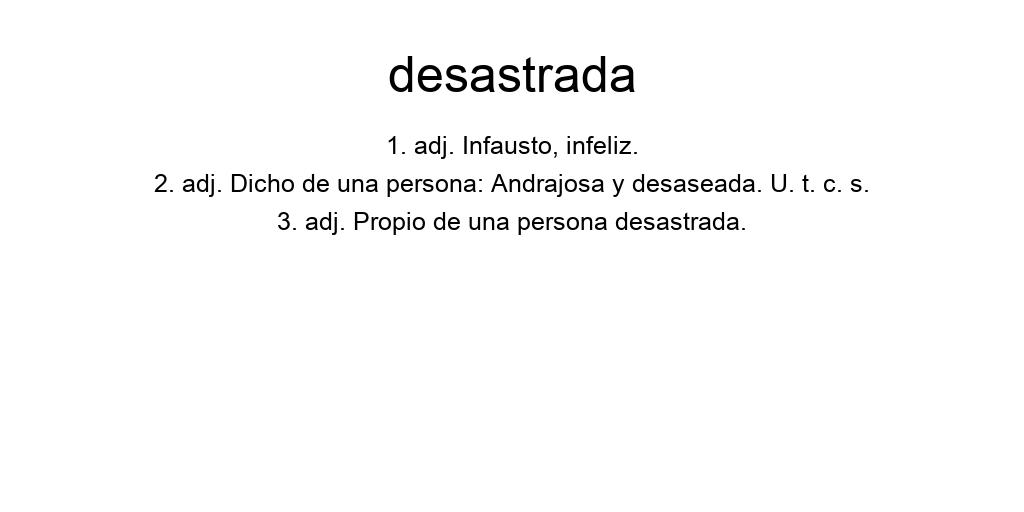 desastrada
1. adj. Infausto, infeliz.
2. adj. Dicho de una persona: Andrajosa y desaseada. U. t. c. s.
3. adj. Propio de una persona desastrada.